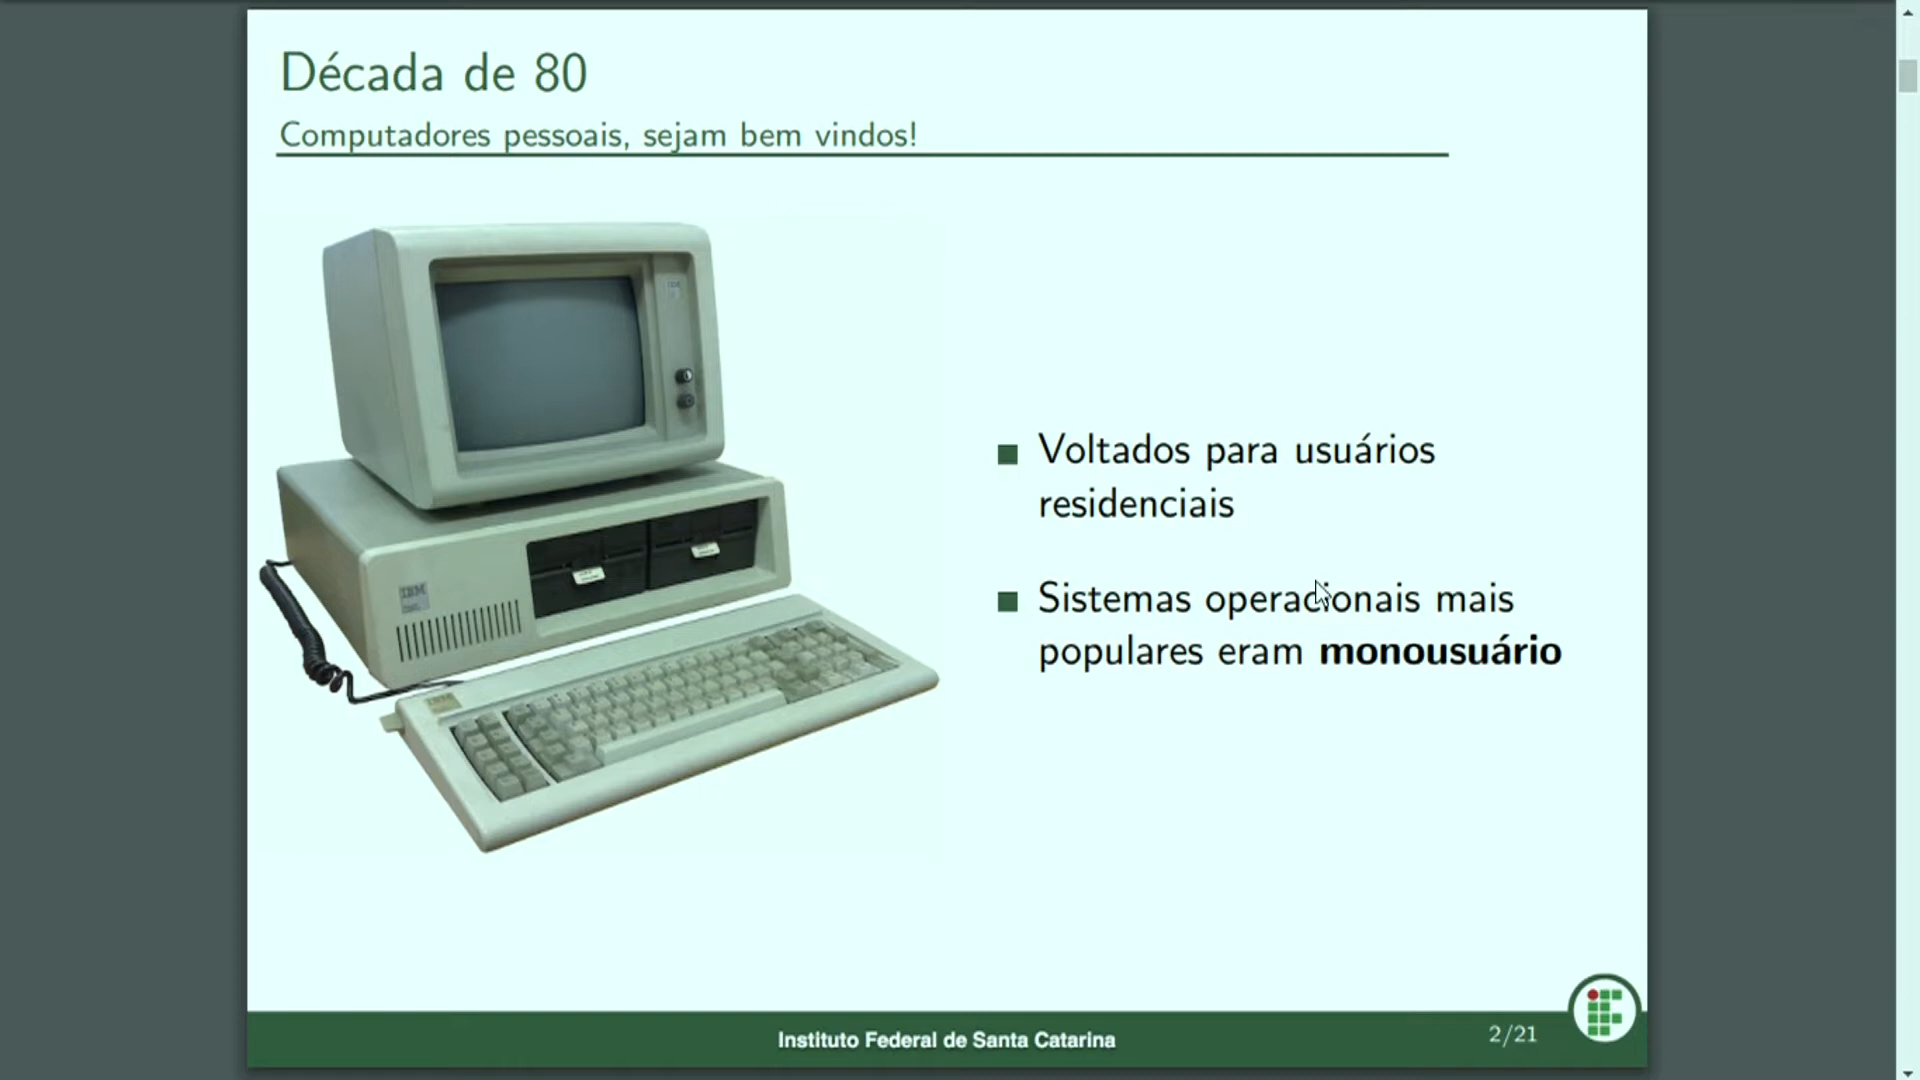 Década de 80
Computadores pessoais, sejam bem vindos!
IBM
Voltados para usuários
residenciais
Sistemas operacionais mais
populares eram monousuário
Instituto Federal de Santa Catarina
2/21